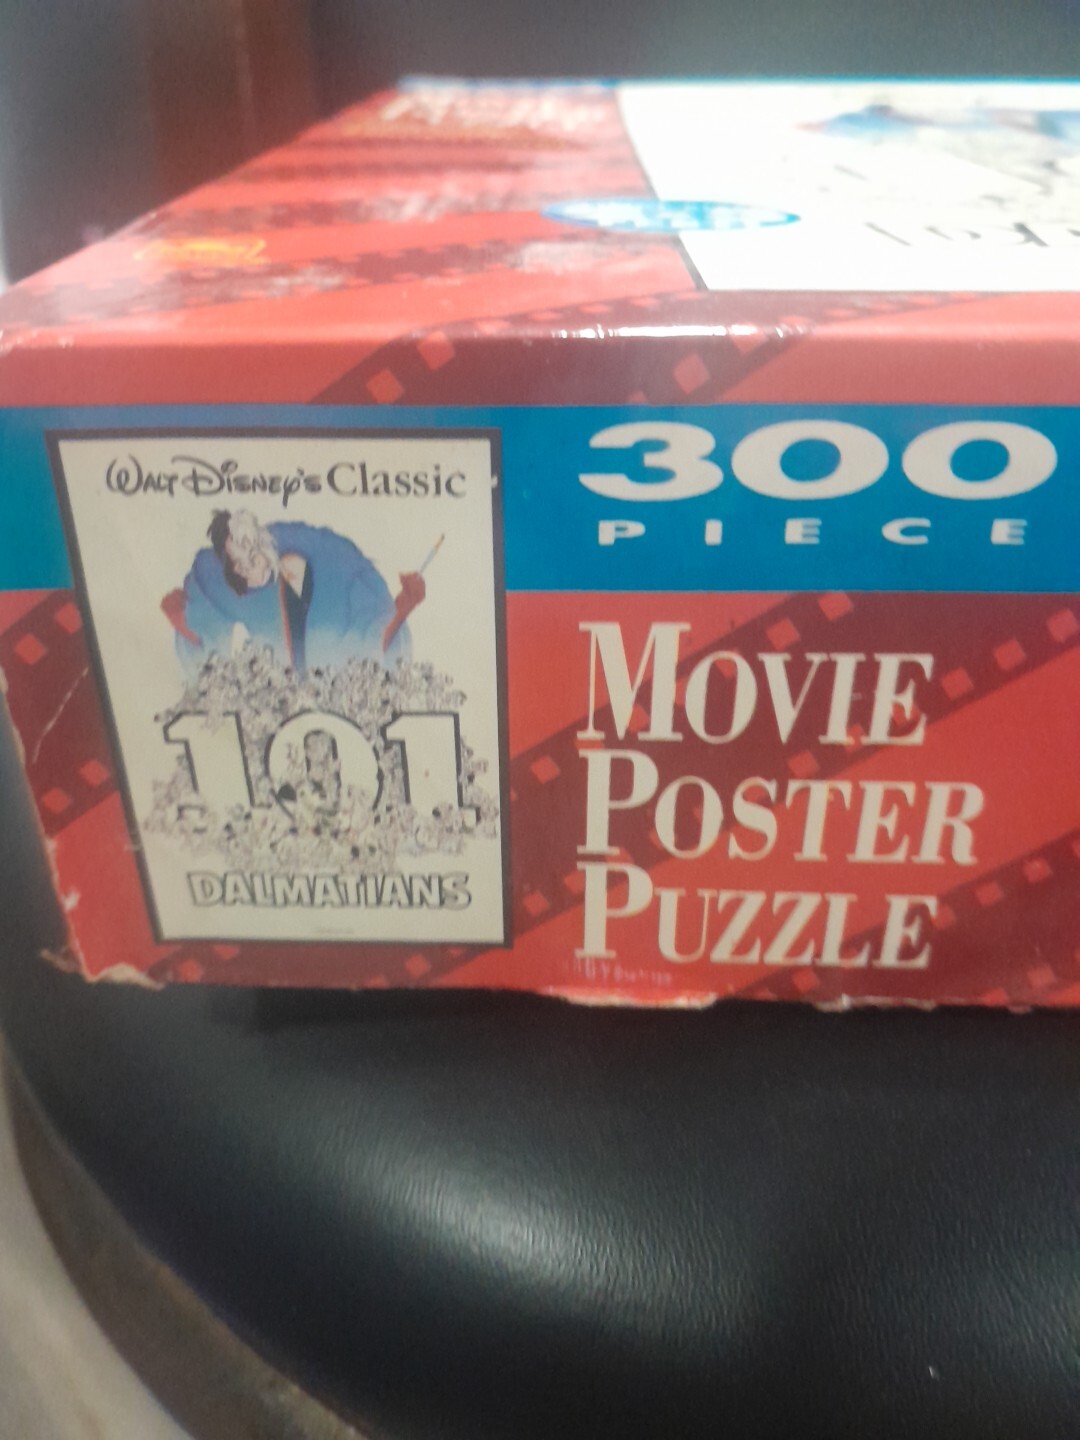 300
PIECE
WALT DISNEY'S Classic
101
DALMATIANS
MOVIE
POSTER
PUZZLE